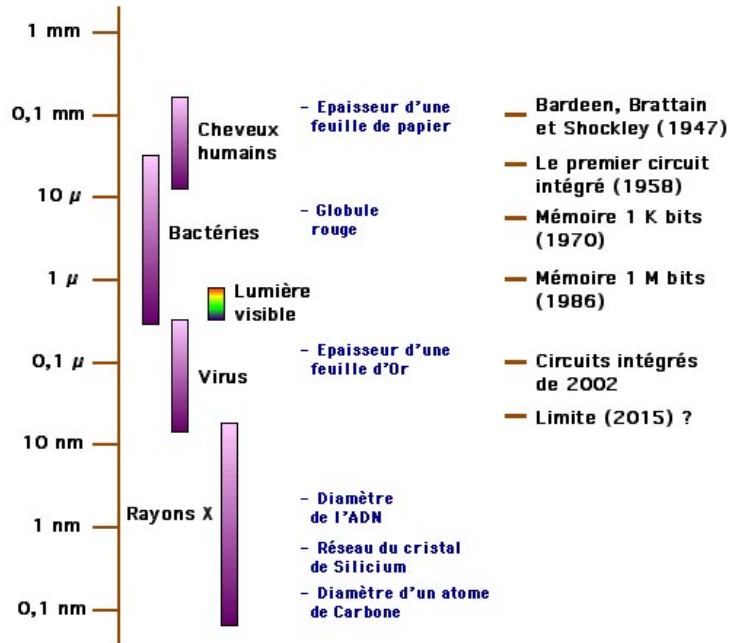 1 mm
0,1 mm
10 µ
1 µ
0,1 µ
10 nm
1 nm
0,1 nm
Cheveux
humains
Bactéries
Lumière
visible
Virus
Rayons X
- Epaisseur d'une
feuille de papier
- Globule
rouge
- Epaisseur d'une
feuille d'Or
- Diamètre
de l'ADN
- Réseau du cristal
de Silicium
- Diamètre d'un atome
de Carbone
Bardeen, Brattain
et Shockley (1947)
Le premier circuit
intégré (1958)
Mémoire 1 K bits
(1970)
Mémoire 1 M bits
(1986)
Circuits intégrés
de 2002
Limite (2015) ?